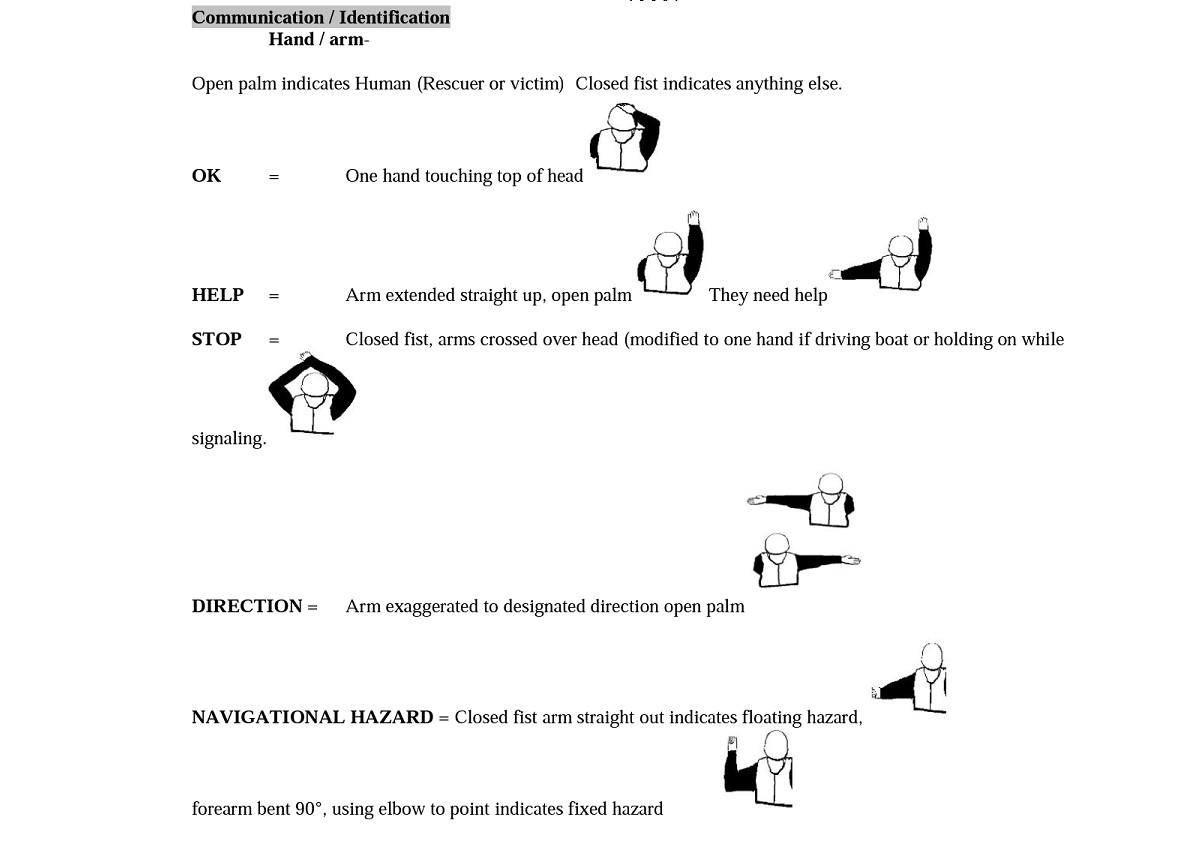 Communication / Identification
Hand / arm-
Open palm indicates Human (Rescuer or victim) Closed fist indicates anything else.
OK = One hand touching top of head
HELP = Arm extended straight up, open palm They need help
STOP = Closed fist, arms crossed over head (modified to one hand if driving boat or holding on while
signaling.
DIRECTION = Arm exaggerated to designated direction open palm
NAVIGATIONAL HAZARD = Closed fist arm straight out indicates floating hazard,
forearm bent 90°, using elbow to point indicates fixed hazard